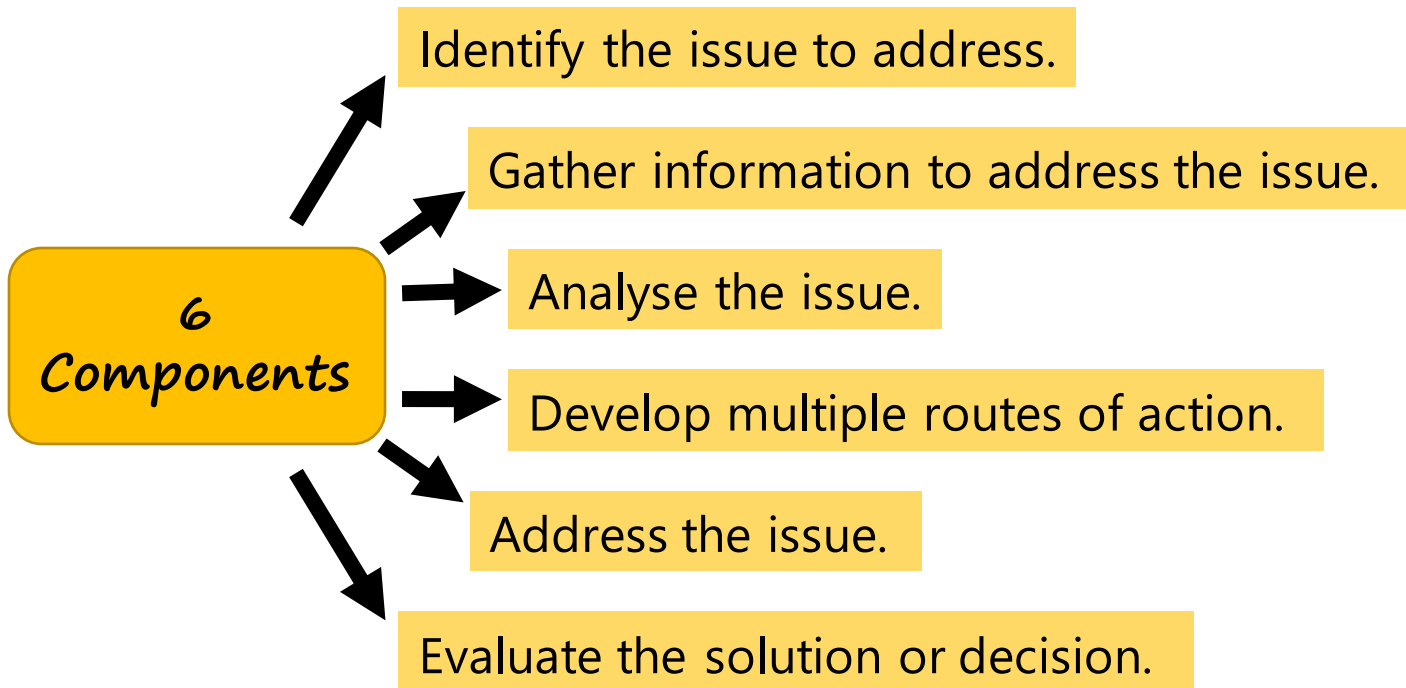 Identify the issue to address.
Gather information to address the issue.
6
Components
Analyse the issue.
Develop multiple routes of action.
Address the issue.
Evaluate the solution or decision.